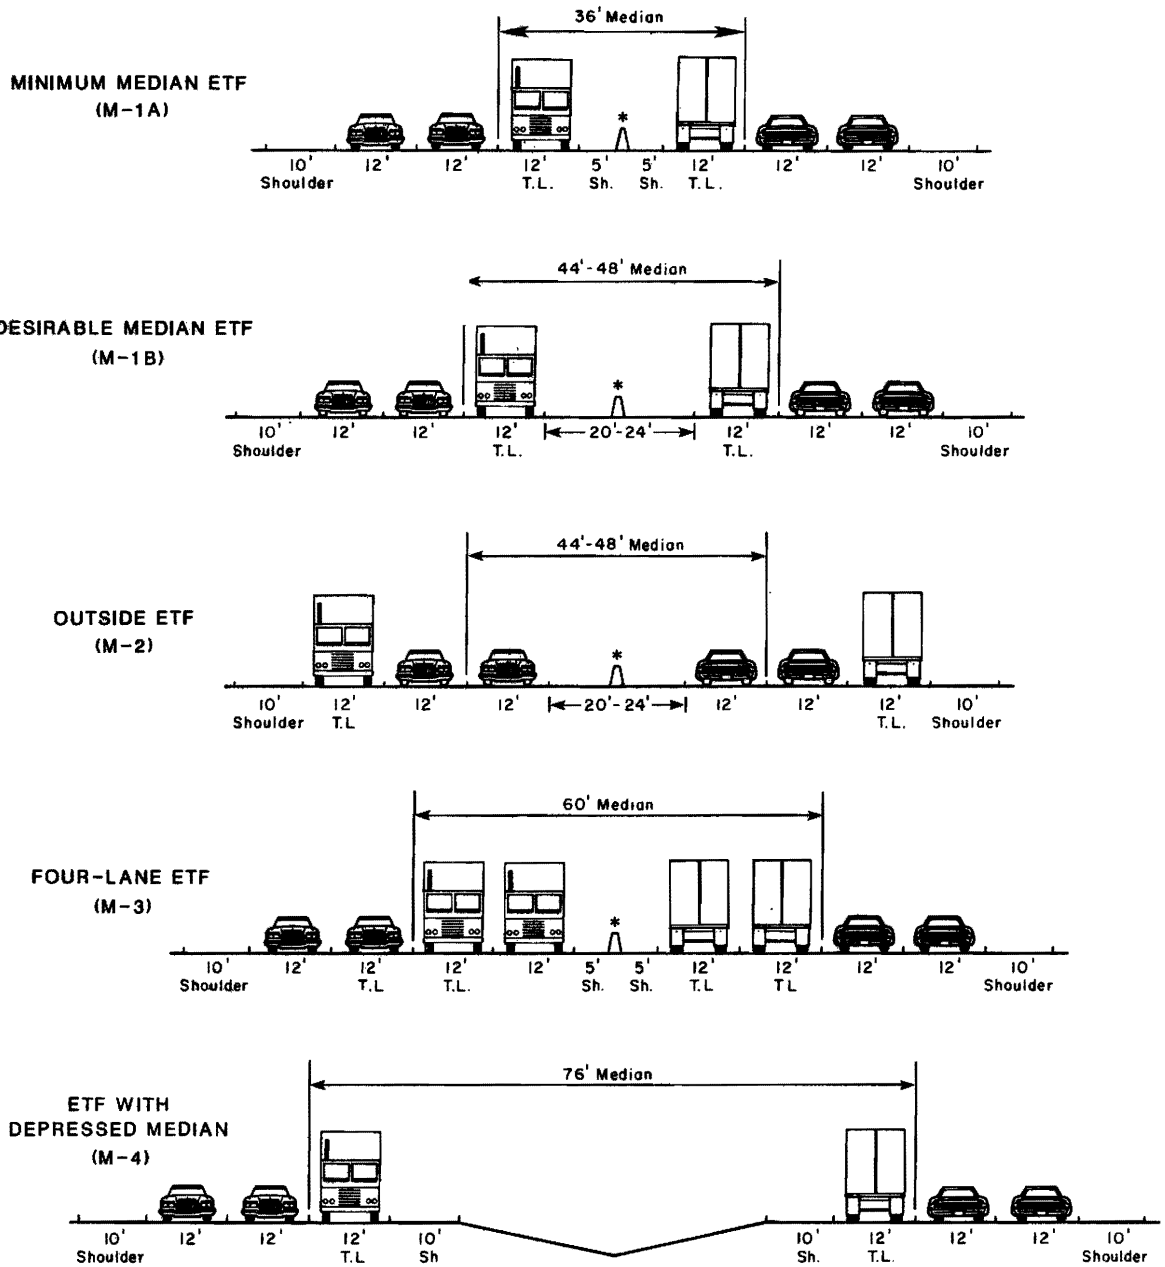 36' Median
MINIMUM MEDIAN ETF
(M-1A)
*
10' 12' 12' 12' 5' 5' 12' 12' 12' 10'
Shoulder T.L. Sh. Sh. T.L. Shoulder
44'-48' Median
DESIRABLE MEDIAN ETF
(M-1B)
*
10' 12' 12' 12' 20'-24' 12' 12' 12' 10'
Shoulder T.L. T.L. Shoulder
44'-48' Median
OUTSIDE ETF
(M-2)
*
10' 12' 12' 12' 20'-24' 12' 12' 12' 10'
Shoulder T.L T.L. Shoulder
60' Median
FOUR-LANE ETF
(M-3)
*
10' 12' 12' 12' 12' 5' 5' 12' 12' 12' 12' 10'
Shoulder T.L T.L. Sh. Sh. T.L T.L Shoulder
76' Median
ETF WITH
DEPRESSED MEDIAN
(M-4)
10' 12' 12' 12' 10' 10' 12' 12' 12' 10'
Shoulder T.L Sh Sh. T.L. Shoulder